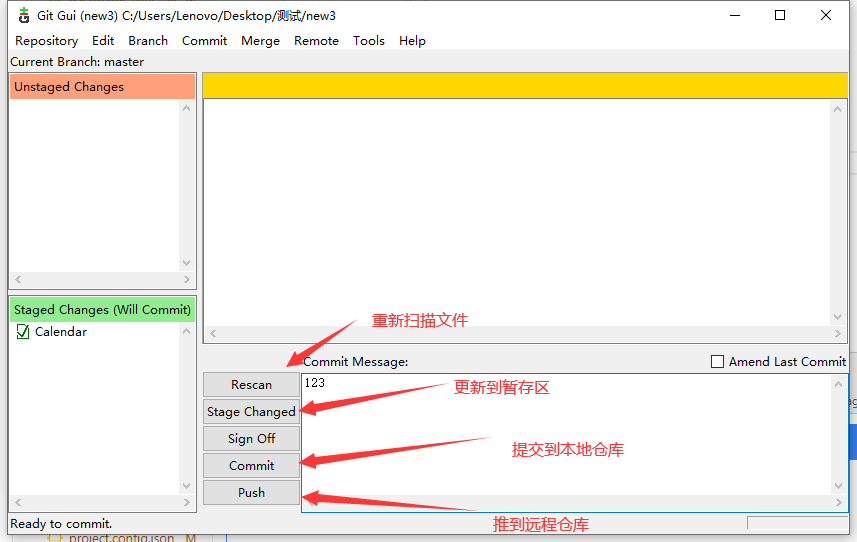 Git Gui (new3) C:/Users/Lenovo/Desktop/测试/new3
Repository Edit Branch Commit Merge Remote Tools Help
Current Branch: master
Unstaged Changes
Staged Changes (Will Commit)
Calendar
重新扫描文件
Commit Message:
Amend Last Commit
Rescan
123
更新到暂存区
Stage Changed
Sign Off
提交到本地仓库
Commit
Push
推到远程仓库
Ready to commit.
project.config.json M